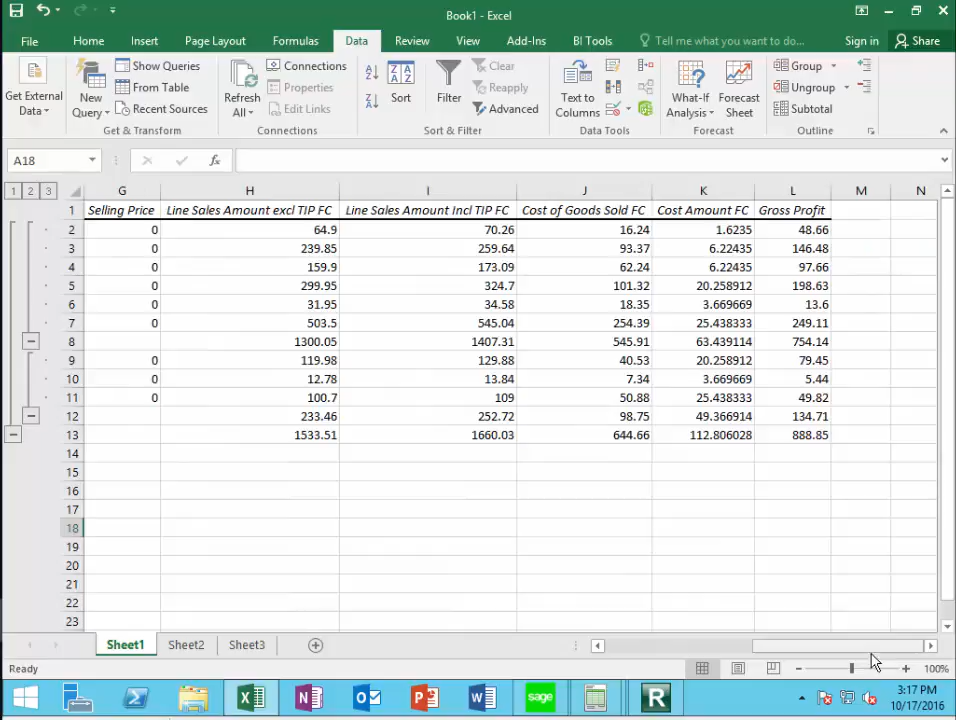 Book1 - Excel
File Home Insert Page Layout Formulas Data Review View Add-Ins BI Tools Tell me what you want to do... Sign in Share
Get External Data
New Query
Show Queries
From Table
Recent Sources
Get & Transform
Refresh All
Connections
Properties
Edit Links
Connections
Sort
Filter
Clear
Reapply
Advanced
Sort & Filter
Text to Columns
Data Tools
What-If Analysis
Forecast Sheet
Forecast
Group
Ungroup
Subtotal
Outline
A18 fx
1 2 3 G H I J K L M N
1 Selling Price Line Sales Amount excl TIP FC Line Sales Amount Incl TIP FC Cost of Goods Sold FC Cost Amount FC Gross Profit
2 0 64.9 70.26 16.24 1.6235 48.66
3 0 239.85 259.64 93.37 6.22435 146.48
4 0 159.9 173.09 62.24 6.22435 97.66
5 0 299.95 324.7 101.32 20.258912 198.63
6 0 31.95 34.58 18.35 3.669669 13.6
7 0 503.5 545.04 254.39 25.438333 249.11
8 1300.05 1407.31 545.91 63.439114 754.14
9 0 119.98 129.88 40.53 20.258912 79.45
10 0 12.78 13.84 7.34 3.669669 5.44
11 0 100.7 109 50.88 25.438333 49.82
12 233.46 252.72 98.75 49.366914 134.71
13 1533.51 1660.03 644.66 112.806028 888.85
14
15
16
17
18
19
20
21
22
23
Sheet1 Sheet2 Sheet3
Ready 100%
sage R
3:17 PM
10/17/2016